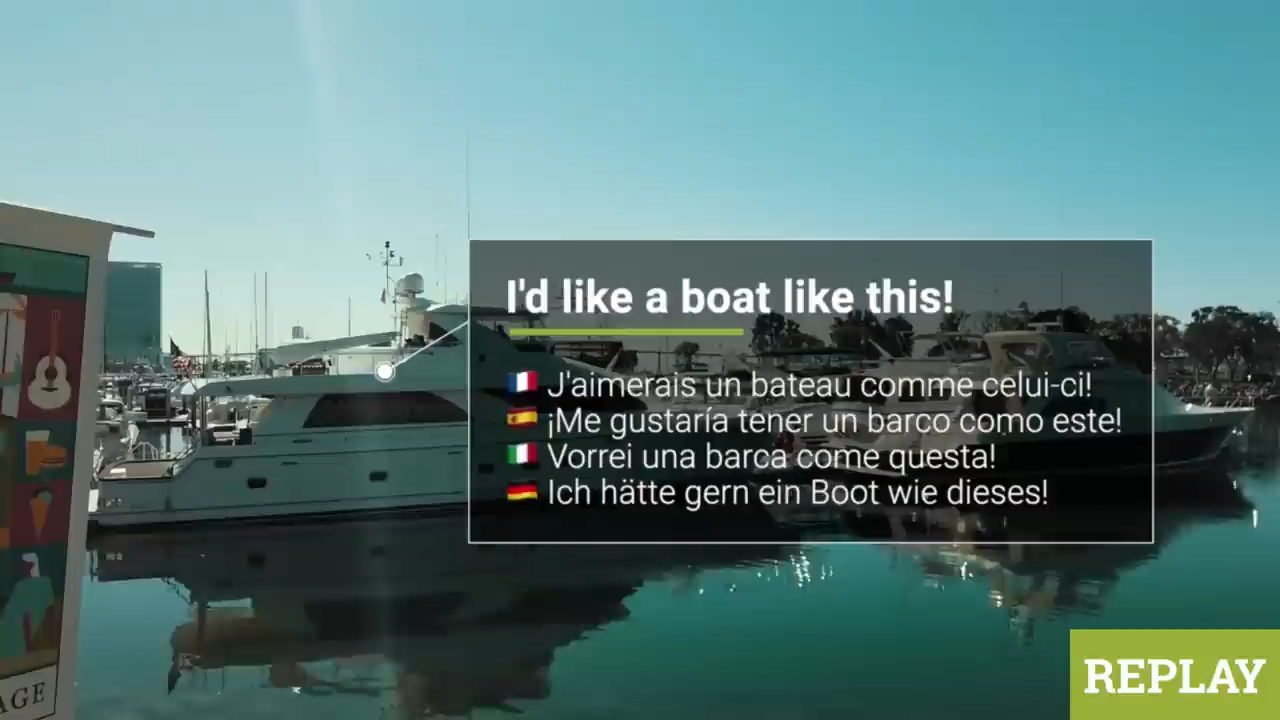 I'd like a boat like this!
J'aimerais un bateau comme celui-ci!
¡Me gustaría tener un barco como este!
Vorrei una barca come questa!
Ich hätte gern ein Boot wie dieses!
AGE
REPLAY